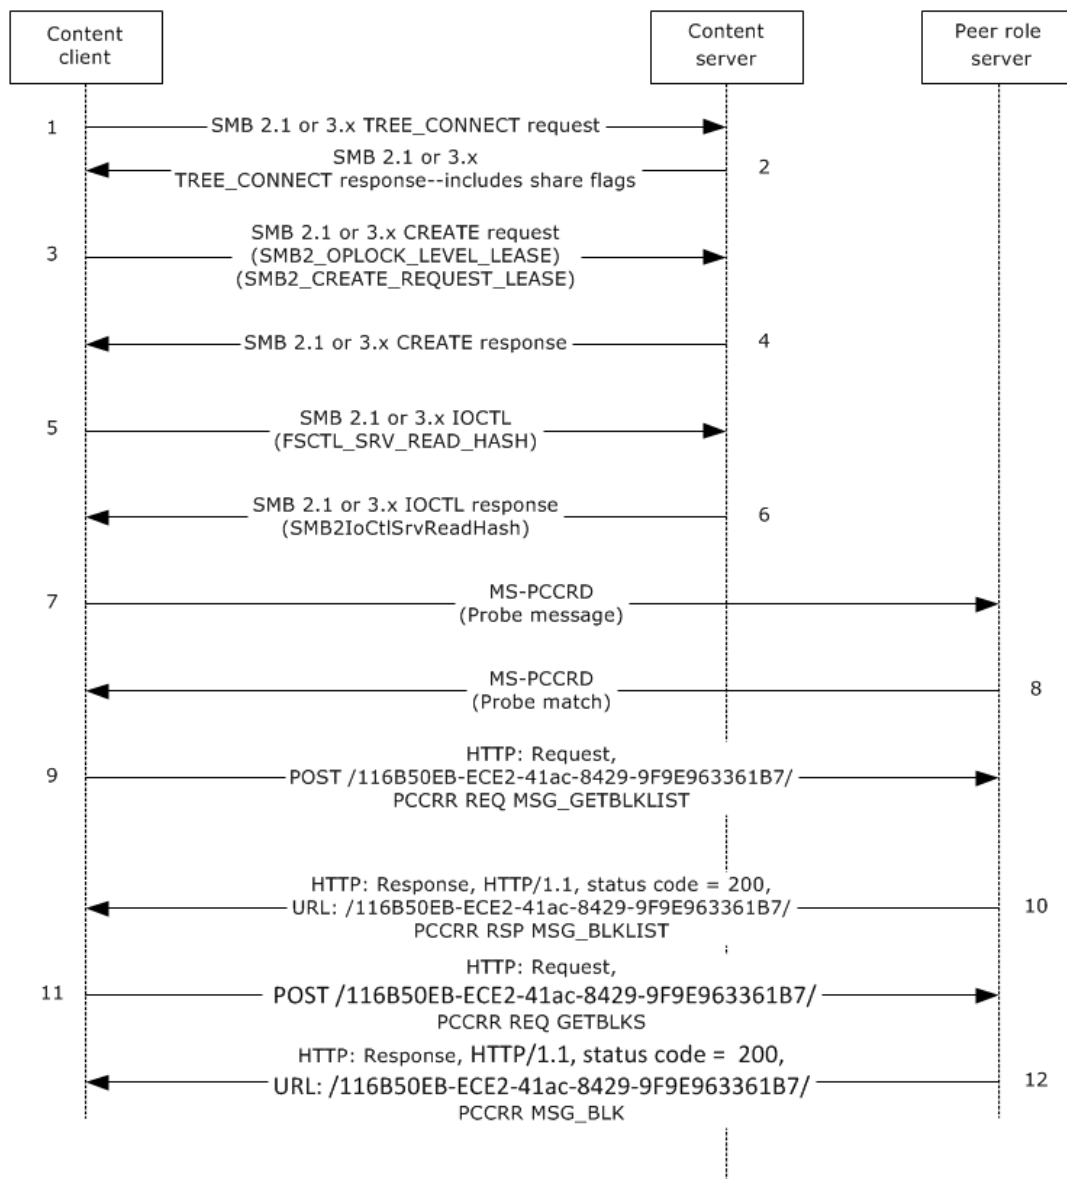 Content
client
Content
server
Peer role
server
1
SMB 2.1 or 3.x TREE_CONNECT request
SMB 2.1 or 3.x
TREE_CONNECT response--includes share flags
2
3
SMB 2.1 or 3.x CREATE request
(SMB2_OPLOCK_LEVEL_LEASE)
(SMB2_CREATE_REQUEST_LEASE)
SMB 2.1 or 3.x CREATE response
4
5
SMB 2.1 or 3.x IOCTL
(FSCTL_SRV_READ_HASH)
SMB 2.1 or 3.x IOCTL response
(SMB2IoCtlSrvReadHash)
6
7
MS-PCCRD
(Probe message)
MS-PCCRD
(Probe match)
8
9
HTTP: Request,
POST /116B50EB-ECE2-41ac-8429-9F9E963361B7/
PCCRR REQ MSG_GETBLKLIST
HTTP: Response, HTTP/1.1, status code = 200,
URL: /116B50EB-ECE2-41ac-8429-9F9E963361B7/
PCCRR RSP MSG_BLKLIST
10
11
HTTP: Request,
POST /116B50EB-ECE2-41ac-8429-9F9E963361B7/
PCCRR REQ GETBLKS
HTTP: Response, HTTP/1.1, status code = 200,
URL: /116B50EB-ECE2-41ac-8429-9F9E963361B7/
PCCRR MSG_BLK
12